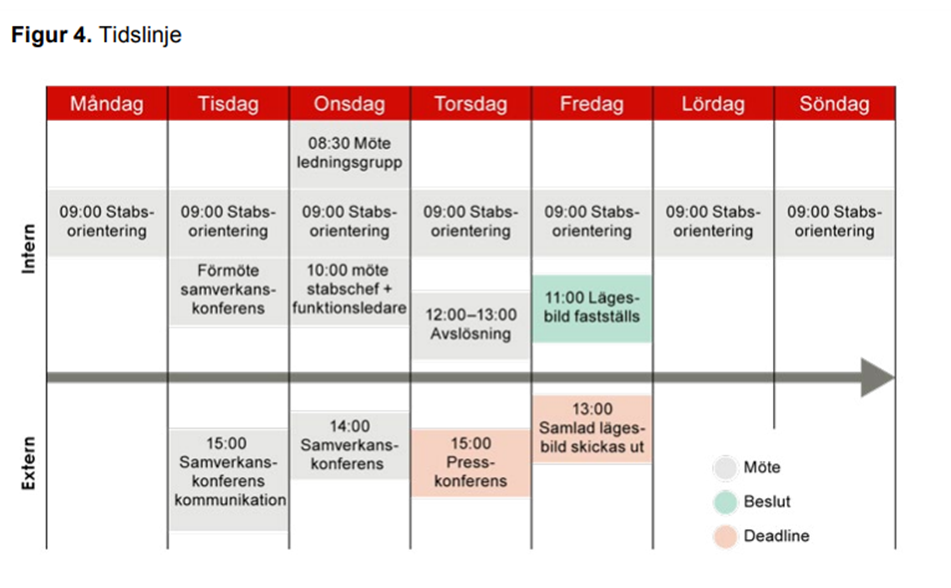 Figur 4. Tidslinje
Måndag
Tisdag
Onsdag
Torsdag
Fredag
Lördag
Söndag
08:30 Möte
ledningsgrupp
Intern
09:00 Stabs-
orientering
09:00 Stabs-
orientering
09:00 Stabs-
orientering
09:00 Stabs-
orientering
09:00 Stabs-
orientering
09:00 Stabs-
orientering
09:00 Stabs-
orientering
Förmöte
samverkans-
konferens
10:00 möte
stabschef +
funktionsledare
12:00–13:00
Avslösning
11:00 Läges-
bild fastställs
Extern
15:00
Samverkans-
konferens
kommunikation
14:00
Samverkans-
konferens
15:00
Press-
konferens
13:00
Samlad läges-
bild skickas ut
Möte
Beslut
Deadline